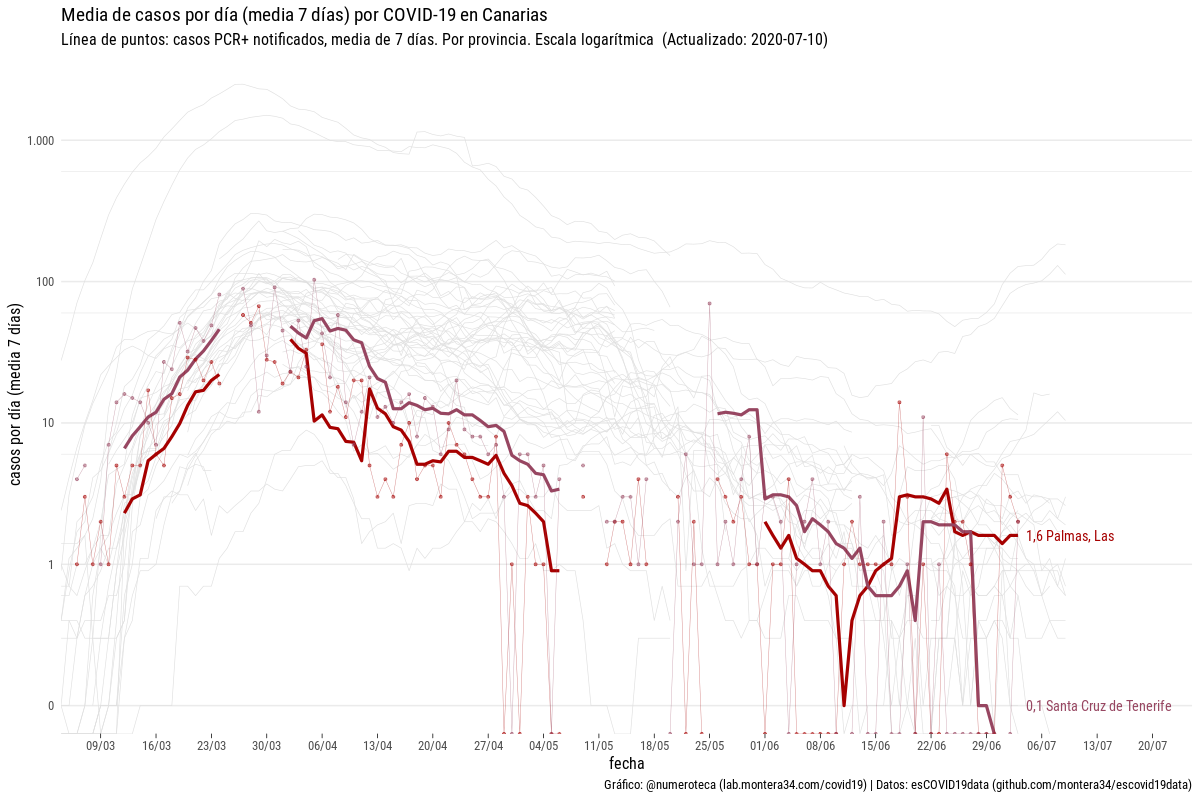 Media de casos por día (media 7 días) por COVID-19 en Canarias
Línea de puntos: casos PCR+ notificados, media de 7 días. Por provincia. Escala logarítmica  (Actualizado: 2020-07-10)
casos por día (media 7 días)
1.000
100
10
1
0
1,6 Palmas, Las
0,1 Santa Cruz de Tenerife
09/03 16/03 23/03 30/03 06/04 13/04 20/04 27/04 04/05 11/05 18/05 25/05 01/06 08/06 15/06 22/06 29/06 06/07 13/07 20/07
fecha
Gráfico: @numeroteca (lab.montera34.com/covid19) | Datos: esCOVID19data (github.com/montera34/escovid19data)